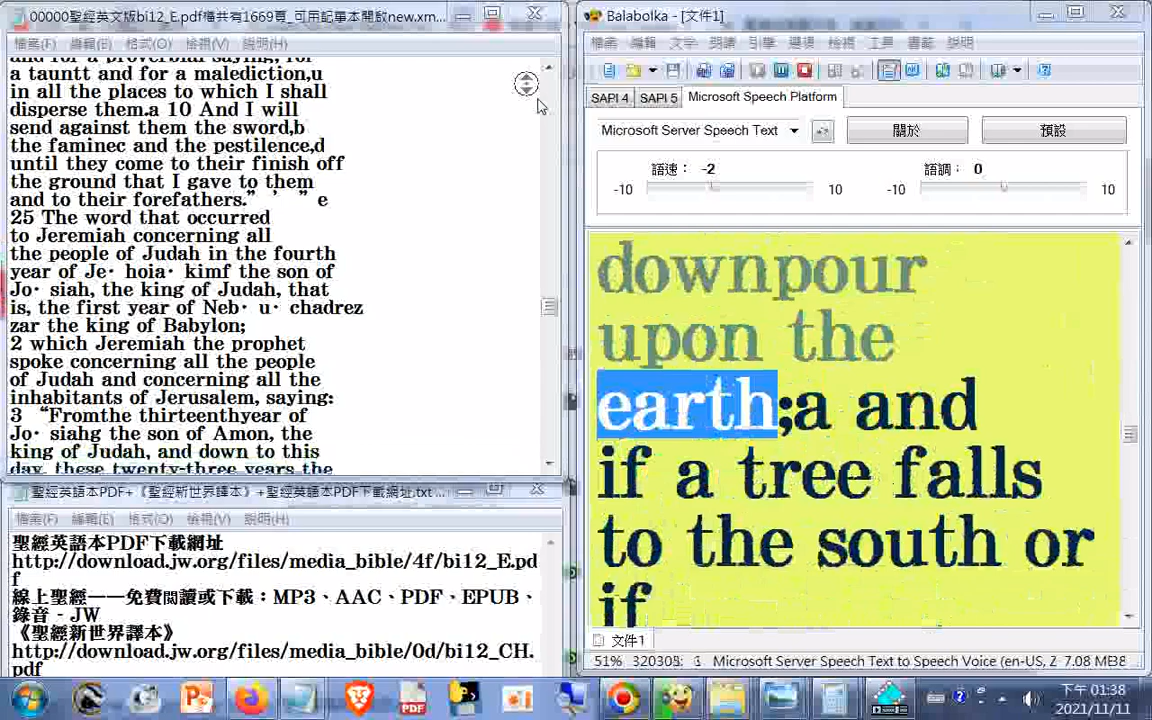 00000聖經英文版bi12_E.pdf檔共有1669頁_可用記事本開啟new.xm...
檔案(F) 編輯(E) 格式(O) 檢視(V) 說明(H)
and for a proverbial saying, for
a tauntt and for a malediction,u
in all the places to which I shall
disperse them.a 10 And I will
send against them the sword,b
the faminec and the pestilence,d
until they come to their finish off
the ground that I gave to them
and to their forefathers.” ’ ”e
25 The word that occurred
to Jeremiah concerning all
the people of Judah in the fourth
year of Je· hoia· kimf the son of
Jo· siah, the king of Judah, that
is, the first year of Neb· u· chadrez
zar the king of Babylon;
2 which Jeremiah the prophet
spoke concerning all the people
of Judah and concerning all the
inhabitants of Jerusalem, saying:
3 “Fromthe thirteenthyear of
Jo· siahg the son of Amon, the
king of Judah, and down to this
day, these twenty-three years the
聖經英語本PDF+《聖經新世界譯本》+聖經英語本PDF下載網址.txt ...
檔案(F) 編輯(E) 格式(O) 檢視(V) 說明(H)
聖經英語本PDF下載網址
http://download.jw.org/files/media_bible/4f/bi12_E.pd
f
線上聖經——免費閱讀或下載：MP3、AAC、PDF、EPUB、
錄音 - JW
《聖經新世界譯本》
http://download.jw.org/files/media_bible/0d/bi12_CH.
pdf
Balabolka - [文件1]
檔案 編輯 文字 朗讀 引擎 選項 檢視 工具 書籤 說明
SAPI 4 SAPI 5 Microsoft Speech Platform
Microsoft Server Speech Text 關於 預設
語速： -2 語調： 0
-10 10 -10 10
downpour
upon the
earth;a and
if a tree falls
to the south or
if
文件1
51% Microsoft Server Speech Text to Speech Voice (en-US, Z 7.08 MB
下午 01:38
2021/11/11